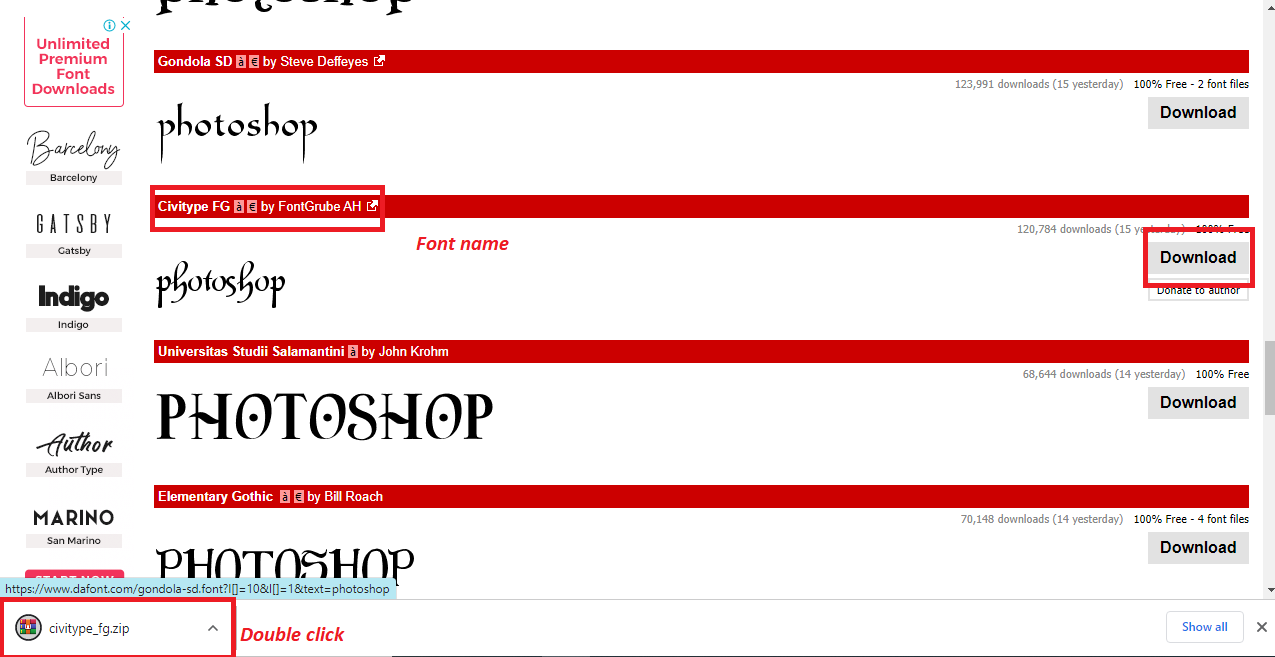 photoshop
Unlimited
Premium
Font
Downloads
Barcelony
Barcelony
GATSBY
Gatsby
Indigo
Indigo
Albori
Albori Sans
Author
Author Type
MARINO
San Marino
START NOW
Gondola SD à € by Steve Deffeyes
123,991 downloads (15 yesterday) 100% Free - 2 font files
Download
photoshop
Civitype FG à € by FontGrube AH
Font name
120,784 downloads (15 yesterday) 100% Free
Download
Donate to author
photoshop
Universitas Studii Salamantini à by John Krohm
68,644 downloads (14 yesterday) 100% Free
Download
PHOTOSHOP
Elementary Gothic à € by Bill Roach
70,148 downloads (14 yesterday) 100% Free - 4 font files
Download
PHOTOSHOP
https://www.dafont.com/gondola-sd.font?l[]=10&l[]=1&text=photoshop
civitype_fg.zip
Double click
Show all